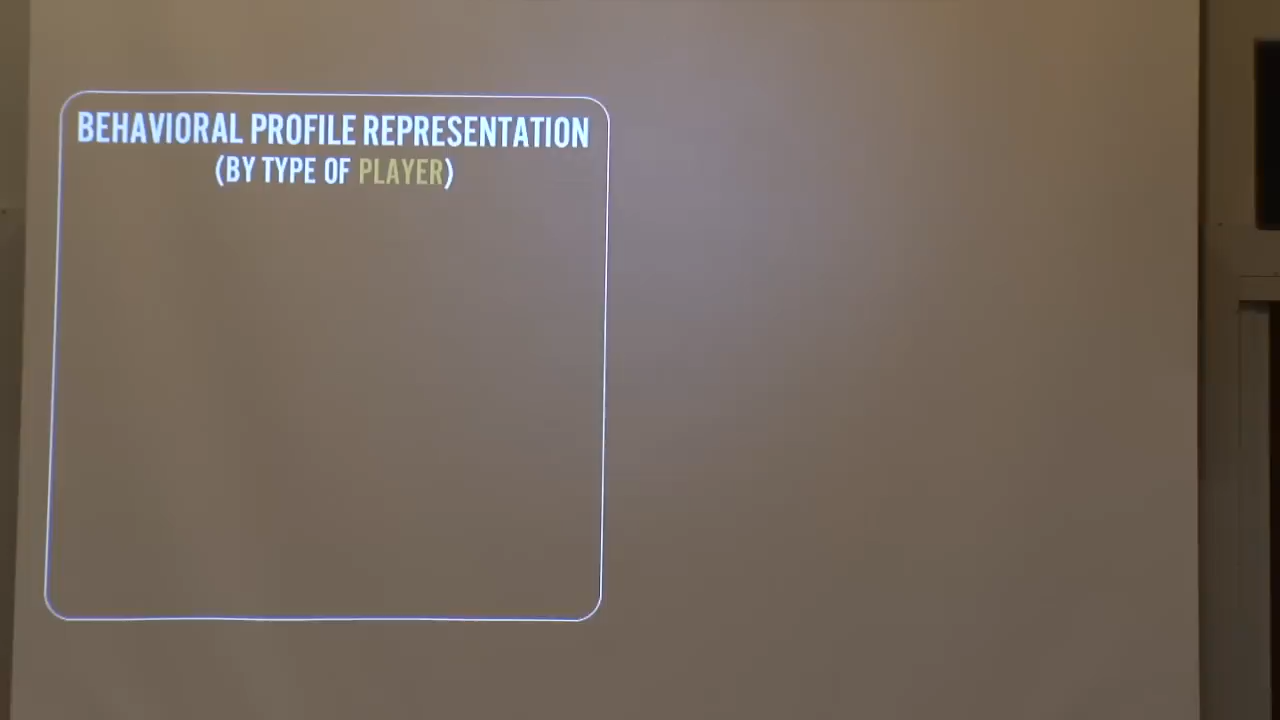 BEHAVIORAL PROFILE REPRESENTATION
(BY TYPE OF PLAYER)